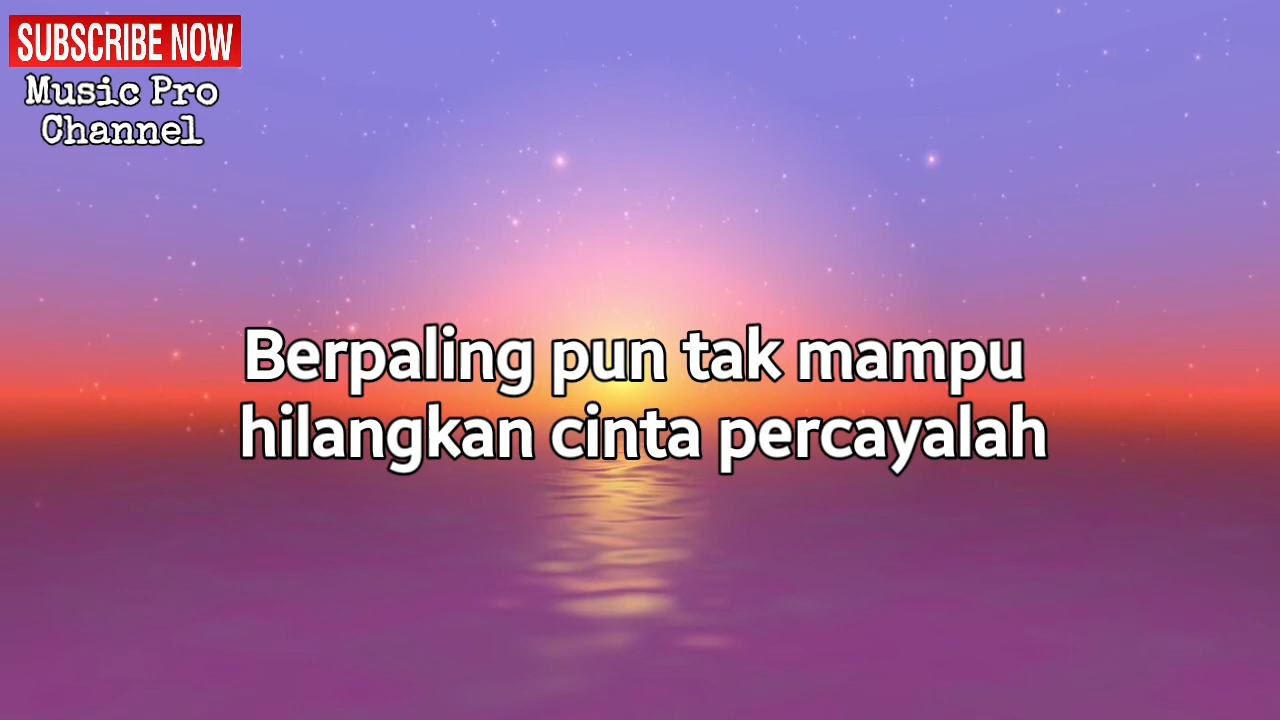 SUBSCRIBE NOW
Music Pro
Channel
Berpaling pun tak mampu
hilangkan cinta percayalah